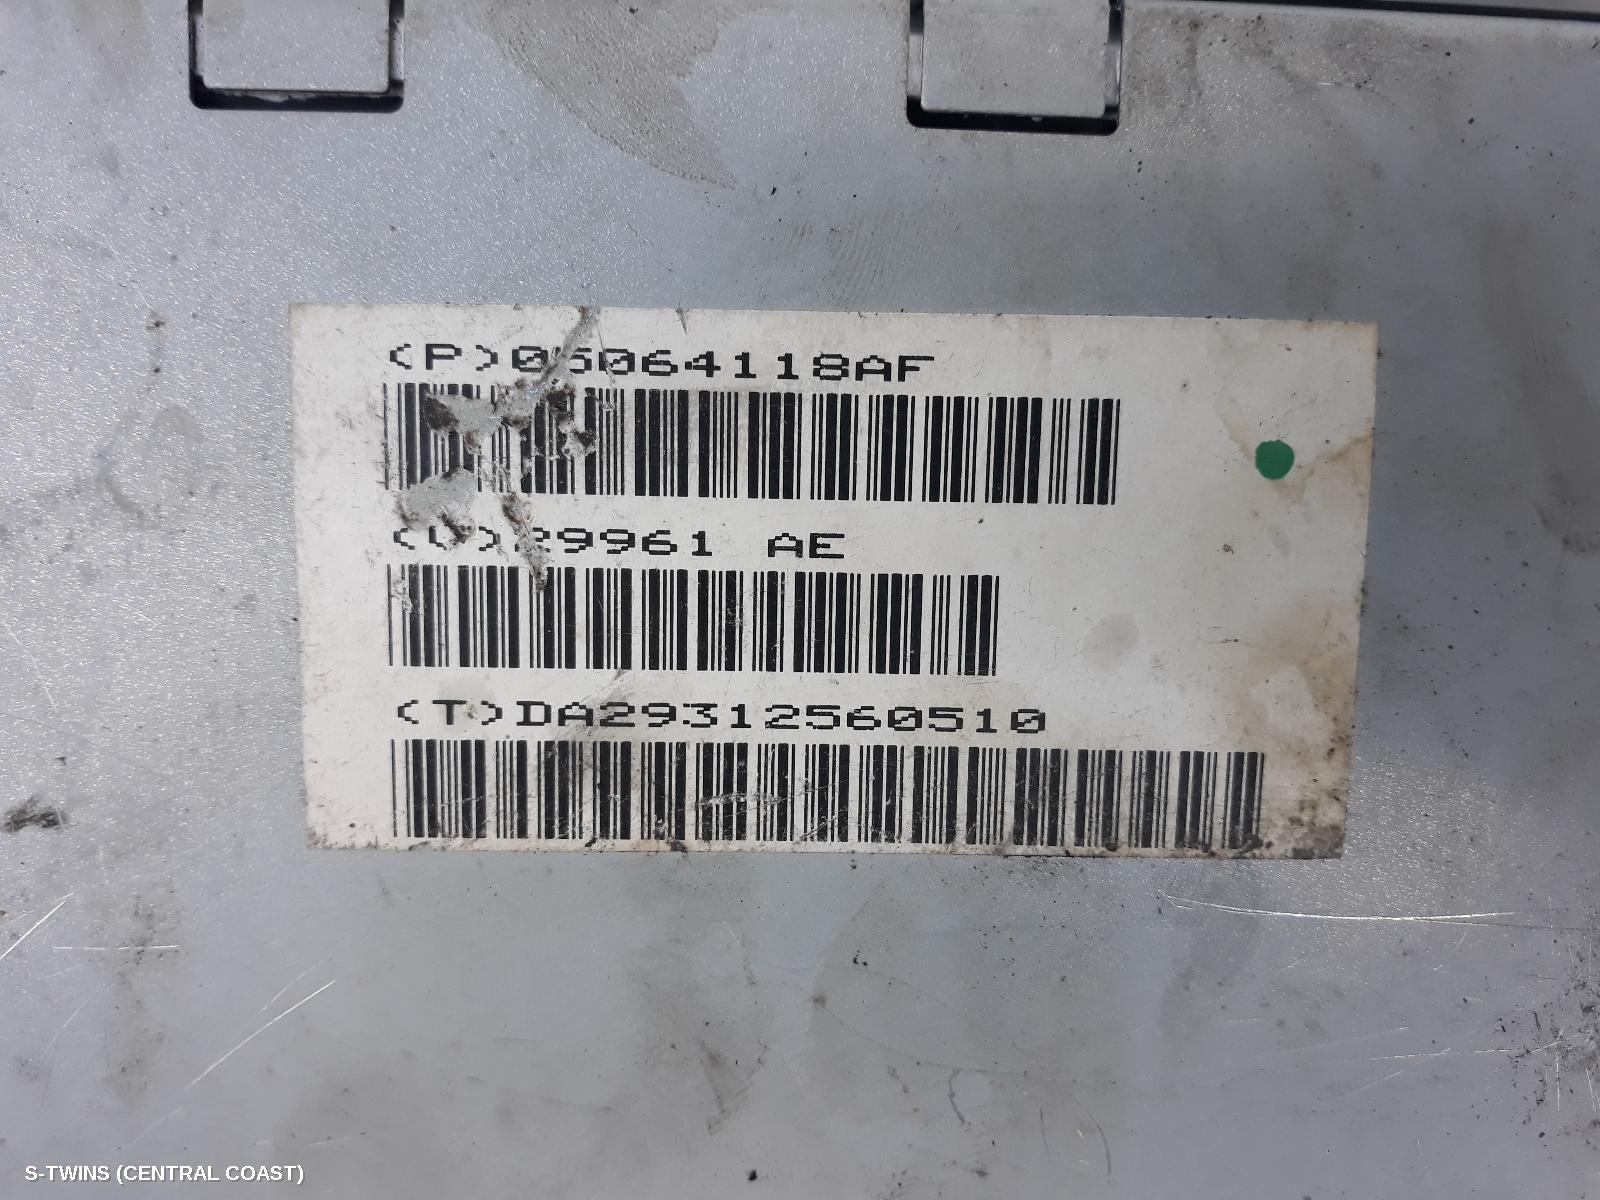 (P)05064118AF
(V)29961 AE
(T)DA29312560510
S-TWINS (CENTRAL COAST)